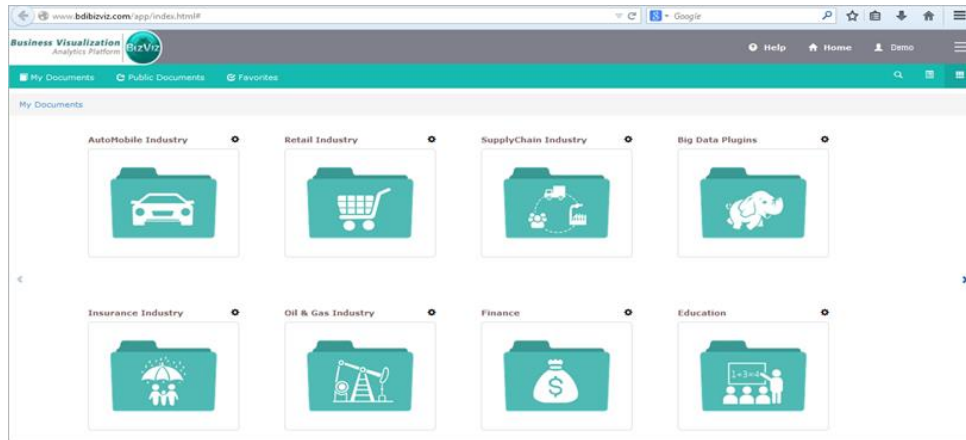 www.bdibizviz.com/app/index.html#
Google
Business Visualization
Analytics Platform
BizViz
Help
Home
Demo
My Documents
Public Documents
Favorites
My Documents
AutoMobile Industry
Retail Industry
SupplyChain Industry
Big Data Plugins
Insurance Industry
Oil & Gas Industry
Finance
Education
1+3=4